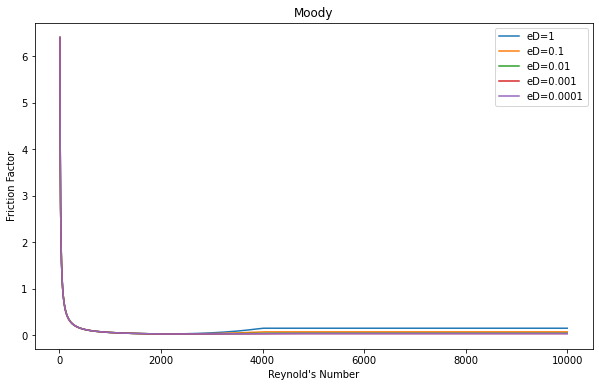 Moody
eD=1
eD=0.1
eD=0.01
eD=0.001
eD=0.0001
Friction Factor
6
5
4
3
2
1
0
0 2000 4000 6000 8000 10000
Reynold's Number